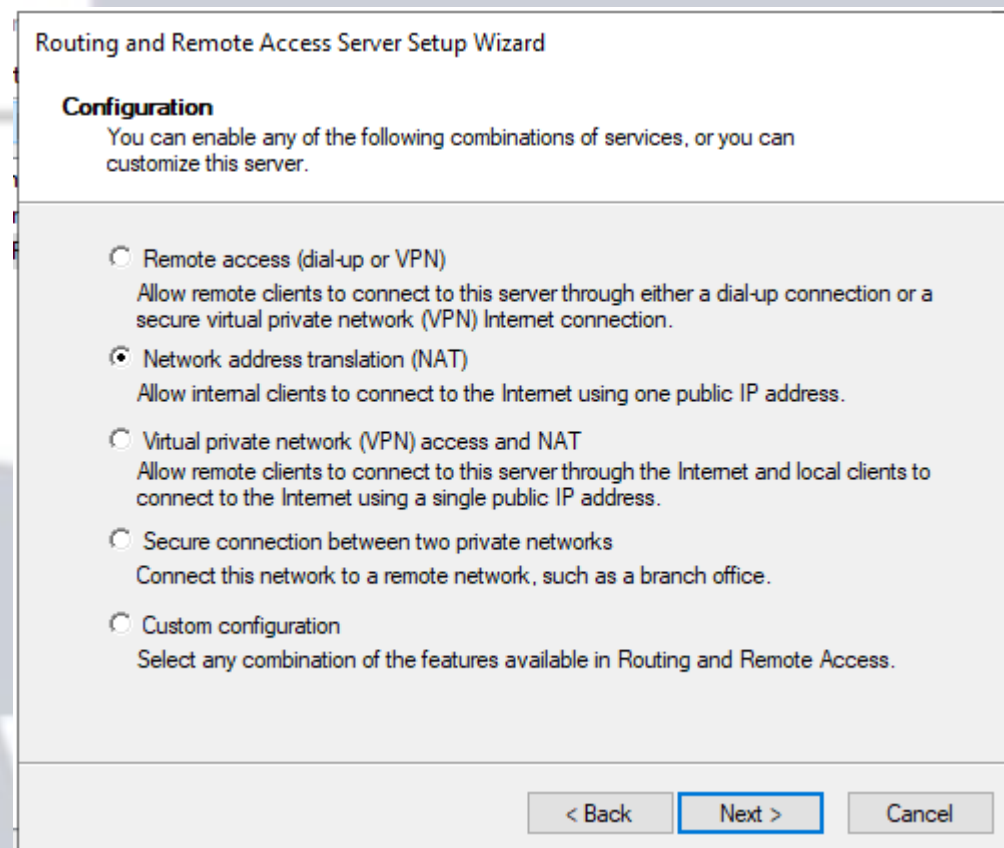 Routing and Remote Access Server Setup Wizard
Configuration
You can enable any of the following combinations of services, or you can
customize this server.
Remote access (dial-up or VPN)
Allow remote clients to connect to this server through either a dial-up connection or a
secure virtual private network (VPN) Internet connection.
Network address translation (NAT)
Allow internal clients to connect to the Internet using one public IP address.
Virtual private network (VPN) access and NAT
Allow remote clients to connect to this server through the Internet and local clients to
connect to the Internet using a single public IP address.
Secure connection between two private networks
Connect this network to a remote network, such as a branch office.
Custom configuration
Select any combination of the features available in Routing and Remote Access.
< Back Next > Cancel